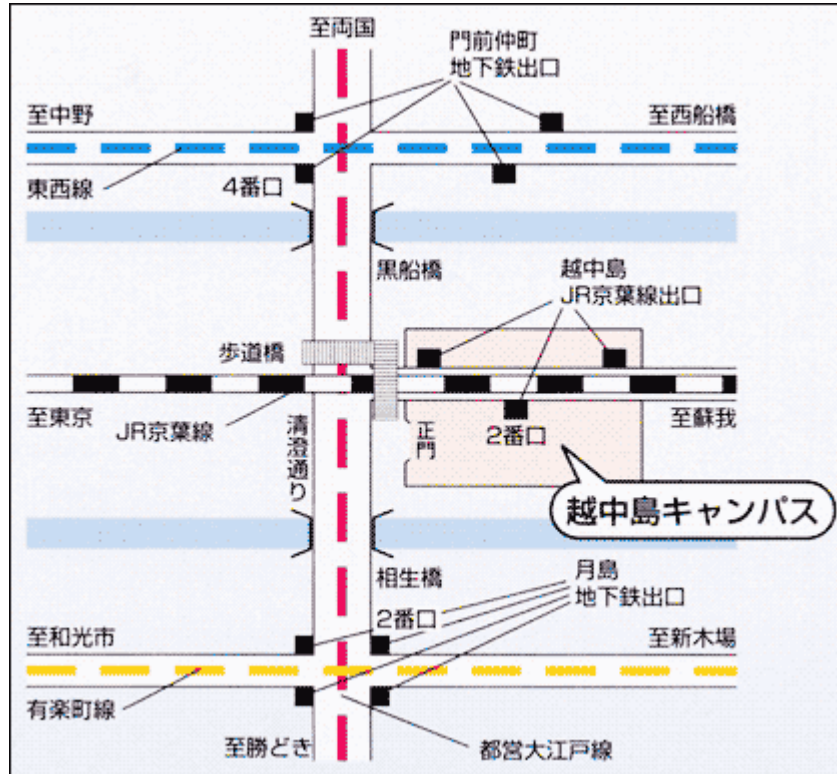 至両国
門前仲町
地下鉄出口
至中野
至西船橋
東西線
4番口
黒船橋
越中島
JR京葉線出口
歩道橋
至東京
JR京葉線
清澄通り
正門
2番口
至蘇我
越中島キャンパス
相生橋
月島
地下鉄出口
2番口
至和光市
至新木場
有楽町線
至勝どき
都営大江戸線